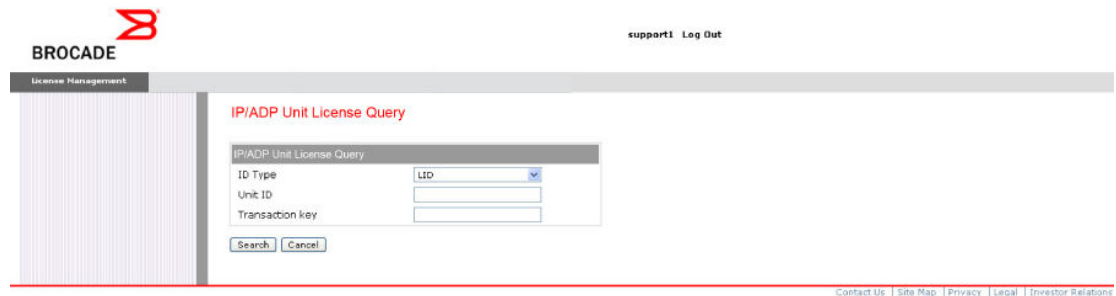 BROCADE
support1 Log Out
License Management
IP/ADP Unit License Query
IP/ADP Unit License Query
ID Type LID
Unit ID
Transaction key
Search Cancel
Contact Us | Site Map | Privacy | Legal | Investor Relations